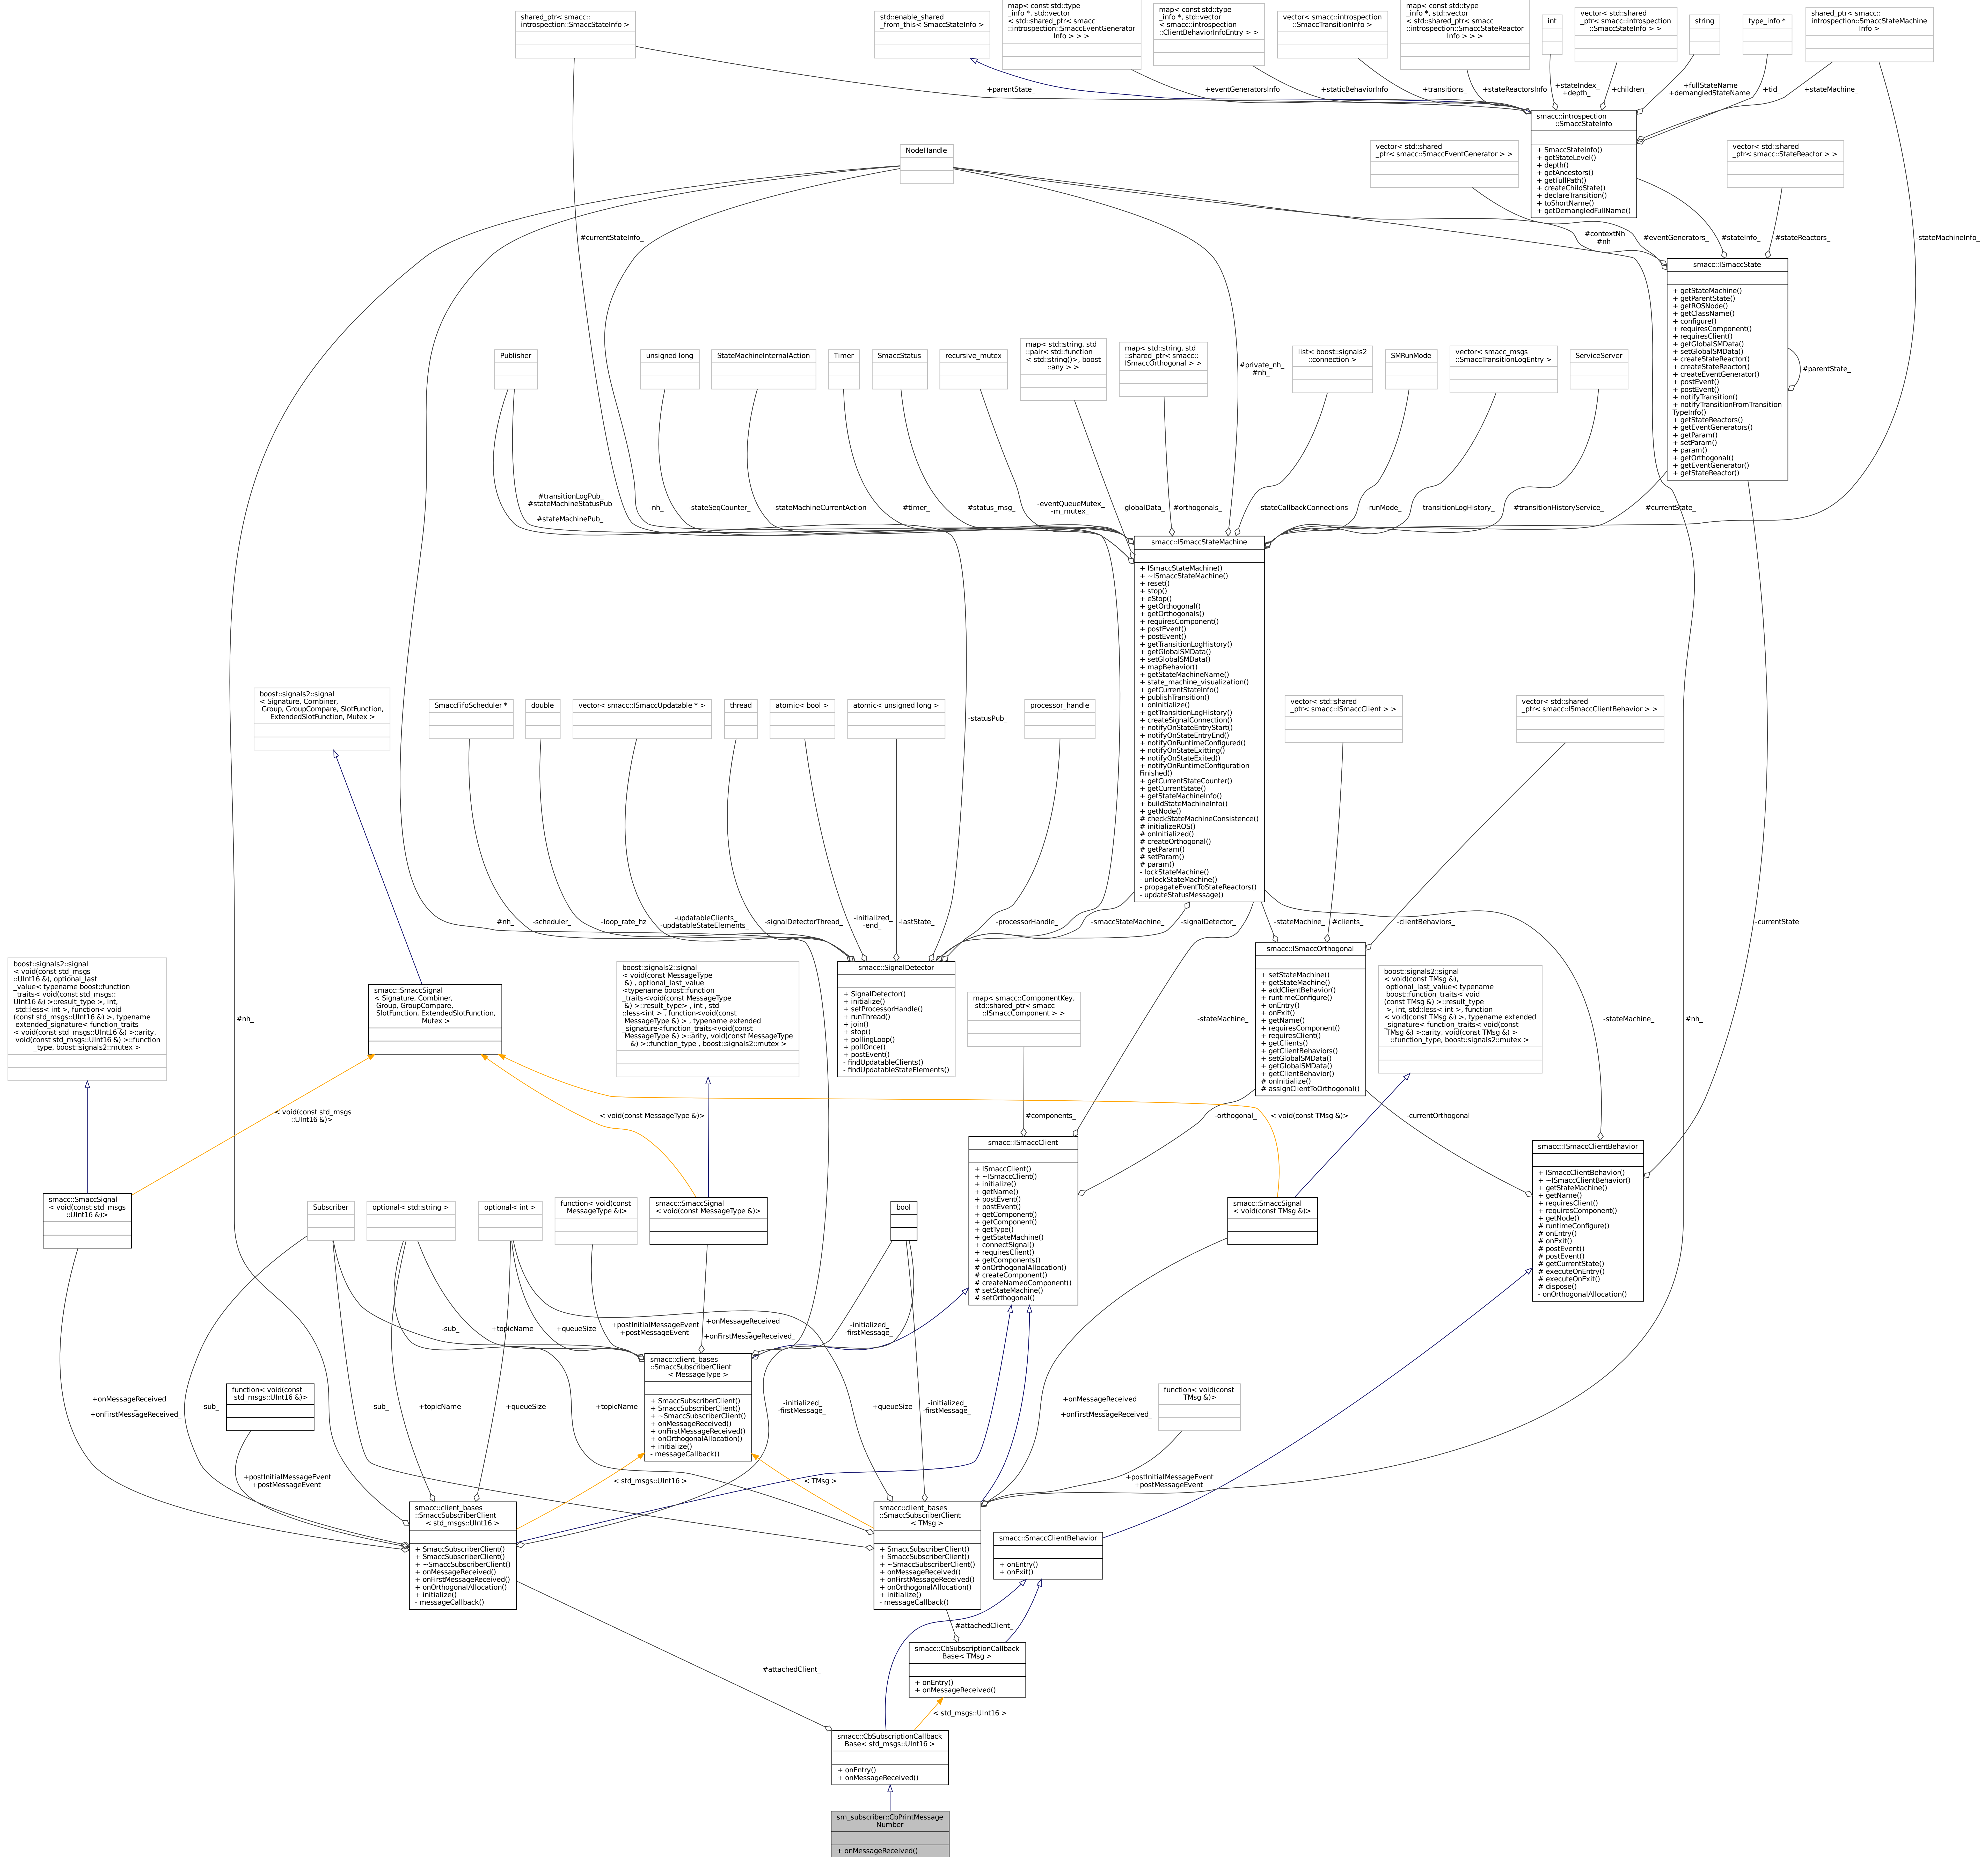 shared_ptr< smacc::
introspection::SmaccStateInfo >
std::enable_shared
_from_this< SmaccStateInfo >
map< const std::type
_info *, std::vector
< std::shared_ptr< smacc
::introspection::SmaccEventGenerator
Info > > >
map< const std::type
_info *, std::vector
< smacc::introspection
::ClientBehaviorInfoEntry > >
vector< smacc::introspection
::SmaccTransitionInfo >
map< const std::type
_info *, std::vector
< std::shared_ptr< smacc
::introspection::SmaccStateReactor
Info > > >
int
vector< std::shared
_ptr< smacc::introspection
::SmaccStateInfo > >
string
type_info *
shared_ptr< smacc::
introspection::SmaccStateMachine
Info >
+parentState_
+eventGeneratorsInfo
+staticBehaviorInfo
+transitions_
+stateReactorsInfo
+stateIndex_
+depth_
+children_
+fullStateName
+demangledStateName
+tid_
+stateMachine_
smacc::introspection
::SmaccStateInfo
+ SmaccStateInfo()
+ getStateLevel()
+ depth()
+ getAncestors()
+ getFullPath()
+ createChildState()
+ declareTransition()
+ toShortName()
+ getDemangledFullName()
NodeHandle
vector< std::shared
_ptr< smacc::SmaccEventGenerator > >
vector< std::shared
_ptr< smacc::StateReactor > >
#currentStateInfo_
#contextNh
#nh
#eventGenerators_
#stateInfo_
#stateReactors_
-stateMachineInfo_
smacc::ISmaccState
+ getStateMachine()
+ getParentState()
+ getROSNode()
+ getClassName()
+ configure()
+ requiresComponent()
+ requiresClient()
+ getGlobalSMData()
+ setGlobalSMData()
+ createStateReactor()
+ createStateReactor()
+ createEventGenerator()
+ postEvent()
+ postEvent()
+ notifyTransition()
+ notifyTransitionFromTransition
TypeInfo()
+ getStateReactors()
+ getEventGenerators()
+ getParam()
+ setParam()
+ param()
+ getOrthogonal()
+ getEventGenerator()
+ getStateReactor()
#parentState_
Publisher
unsigned long
StateMachineInternalAction
Timer
SmaccStatus
recursive_mutex
map< std::string, std
::pair< std::function
< std::string()>, boost
::any > >
map< std::string, std
::shared_ptr< smacc::
ISmaccOrthogonal > >
#private_nh_
#nh_
list< boost::signals2
::connection >
SMRunMode
vector< smacc_msgs
::SmaccTransitionLogEntry >
ServiceServer
#transitionLogPub_
#stateMachineStatusPub
_
#stateMachinePub_
-nh_
-stateSeqCounter_
-stateMachineCurrentAction
#timer_
#status_msg_
-eventQueueMutex_
-m_mutex_
-globalData_
#orthogonals_
-stateCallbackConnections
-runMode_
-transitionLogHistory_
#transitionHistoryService_
#currentState_
smacc::ISmaccStateMachine
+ ISmaccStateMachine()
+ ~ISmaccStateMachine()
+ reset()
+ stop()
+ eStop()
+ getOrthogonal()
+ getOrthogonals()
+ requiresComponent()
+ postEvent()
+ postEvent()
+ getTransitionLogHistory()
+ getGlobalSMData()
+ setGlobalSMData()
+ mapBehavior()
+ getStateMachineName()
+ state_machine_visualization()
+ getCurrentStateInfo()
+ publishTransition()
+ onInitialize()
+ getTransitionLogHistory()
+ createSignalConnection()
+ notifyOnStateEntryStart()
+ notifyOnStateEntryEnd()
+ notifyOnRuntimeConfigured()
+ notifyOnStateExitting()
+ notifyOnStateExited()
+ notifyOnRuntimeConfiguration
Finished()
+ getCurrentStateCounter()
+ getCurrentState()
+ getStateMachineInfo()
+ buildStateMachineInfo()
+ getNode()
# checkStateMachineConsistence()
# initializeROS()
# onInitialized()
# createOrthogonal()
# getParam()
# setParam()
# param()
- lockStateMachine()
- unlockStateMachine()
- propagateEventToStateReactors()
- updateStatusMessage()
boost::signals2::signal
< Signature, Combiner,
Group, GroupCompare, SlotFunction,
ExtendedSlotFunction, Mutex >
SmaccFifoScheduler *
double
vector< smacc::ISmaccUpdatable * >
thread
atomic< bool >
atomic< unsigned long >
-statusPub_
processor_handle
vector< std::shared
_ptr< smacc::ISmaccClient > >
vector< std::shared
_ptr< smacc::ISmaccClientBehavior > >
#nh_
-scheduler_
-loop_rate_hz
-updatableClients_
-updatableStateElements_
-signalDetectorThread_
-initialized_
-end_
-lastState_
-processorHandle_
-smaccStateMachine_
-signalDetector_
-stateMachine_
#clients_
-clientBehaviors_
-currentState
boost::signals2::signal
< void(const std_msgs
::UInt16 &), optional_last
_value< typename boost::function
_traits< void(const std_msgs::
UInt16 &) >::result_type >, int,
std::less< int >, function< void
(const std_msgs::UInt16 &) >, typename
extended_signature< function_traits
< void(const std_msgs::UInt16 &) >::arity,
void(const std_msgs::UInt16 &) >::function
_type, boost::signals2::mutex >
smacc::SmaccSignal
< Signature, Combiner,
Group, GroupCompare,
SlotFunction, ExtendedSlotFunction,
Mutex >
boost::signals2::signal
< void(const MessageType
&) , optional_last_value
<typename boost::function
_traits<void(const MessageType
&) >::result_type> , int , std
::less<int > , function<void(const
MessageType &) > , typename extended
_signature<function_traits<void(const
MessageType &) >::arity, void(const MessageType
&) >::function_type , boost::signals2::mutex >
smacc::SignalDetector
+ SignalDetector()
+ initialize()
+ setProcessorHandle()
+ runThread()
+ join()
+ stop()
+ pollingLoop()
+ pollOnce()
+ postEvent()
- findUpdatableClients()
- findUpdatableStateElements()
map< smacc::ComponentKey,
std::shared_ptr< smacc
::ISmaccComponent > >
smacc::ISmaccOrthogonal
+ setStateMachine()
+ getStateMachine()
+ addClientBehavior()
+ runtimeConfigure()
+ onEntry()
+ onExit()
+ getName()
+ requiresComponent()
+ requiresClient()
+ getClients()
+ getClientBehaviors()
+ setGlobalSMData()
+ getGlobalSMData()
+ getClientBehavior()
# onInitialize()
# assignClientToOrthogonal()
boost::signals2::signal
< void(const TMsg &),
optional_last_value< typename
boost::function_traits< void
(const TMsg &) >::result_type
>, int, std::less< int >, function
< void(const TMsg &) >, typename extended
_signature< function_traits< void(const
TMsg &) >::arity, void(const TMsg &) >
::function_type, boost::signals2::mutex >
#nh_
-stateMachine_
-stateMachine_
#nh_
< void(const std_msgs
::UInt16 &)>
< void(const MessageType &)>
#components_
-orthogonal_
< void(const TMsg &)>
-currentOrthogonal
smacc::ISmaccClient
+ ISmaccClient()
+ ~ISmaccClient()
+ initialize()
+ getName()
+ postEvent()
+ postEvent()
+ getComponent()
+ getComponent()
+ getType()
+ getStateMachine()
+ connectSignal()
+ requiresClient()
+ getComponents()
# onOrthogonalAllocation()
# createComponent()
# createNamedComponent()
# setStateMachine()
# setOrthogonal()
smacc::ISmaccClientBehavior
+ ISmaccClientBehavior()
+ ~ISmaccClientBehavior()
+ getStateMachine()
+ getName()
+ requiresClient()
+ requiresComponent()
+ getNode()
# runtimeConfigure()
# onEntry()
# onExit()
# postEvent()
# postEvent()
# getCurrentState()
# executeOnEntry()
# executeOnExit()
# dispose()
- onOrthogonalAllocation()
smacc::SmaccSignal
< void(const std_msgs
::UInt16 &)>
Subscriber
optional< std::string >
optional< int >
function< void(const
MessageType &)>
smacc::SmaccSignal
< void(const MessageType &)>
bool
smacc::SmaccSignal
< void(const TMsg &)>
-sub_
+topicName
+queueSize
+postInitialMessageEvent
+postMessageEvent
+onMessageReceived
_
+onFirstMessageReceived_
-initialized_
-firstMessage_
smacc::client_bases
::SmaccSubscriberClient
< MessageType >
+ SmaccSubscriberClient()
+ SmaccSubscriberClient()
+ ~SmaccSubscriberClient()
+ onMessageReceived()
+ onFirstMessageReceived()
+ onOrthogonalAllocation()
+ initialize()
- messageCallback()
function< void(const
std_msgs::UInt16 &)>
function< void(const
TMsg &)>
+onMessageReceived
_
+onFirstMessageReceived_
-sub_
-sub_
+topicName
+queueSize
+topicName
-initialized_
-firstMessage_
+queueSize
-initialized_
-firstMessage_
+onMessageReceived
_
+onFirstMessageReceived_
+postInitialMessageEvent
+postMessageEvent
< std_msgs::UInt16 >
< TMsg >
+postInitialMessageEvent
+postMessageEvent
smacc::client_bases
::SmaccSubscriberClient
< std_msgs::UInt16 >
+ SmaccSubscriberClient()
+ SmaccSubscriberClient()
+ ~SmaccSubscriberClient()
+ onMessageReceived()
+ onFirstMessageReceived()
+ onOrthogonalAllocation()
+ initialize()
- messageCallback()
smacc::client_bases
::SmaccSubscriberClient
< TMsg >
+ SmaccSubscriberClient()
+ SmaccSubscriberClient()
+ ~SmaccSubscriberClient()
+ onMessageReceived()
+ onFirstMessageReceived()
+ onOrthogonalAllocation()
+ initialize()
- messageCallback()
smacc::SmaccClientBehavior
+ onEntry()
+ onExit()
#attachedClient_
smacc::CbSubscriptionCallback
Base< TMsg >
+ onEntry()
+ onMessageReceived()
#attachedClient_
< std_msgs::UInt16 >
smacc::CbSubscriptionCallback
Base< std_msgs::UInt16 >
+ onEntry()
+ onMessageReceived()
sm_subscriber::CbPrintMessage
Number
+ onMessageReceived()